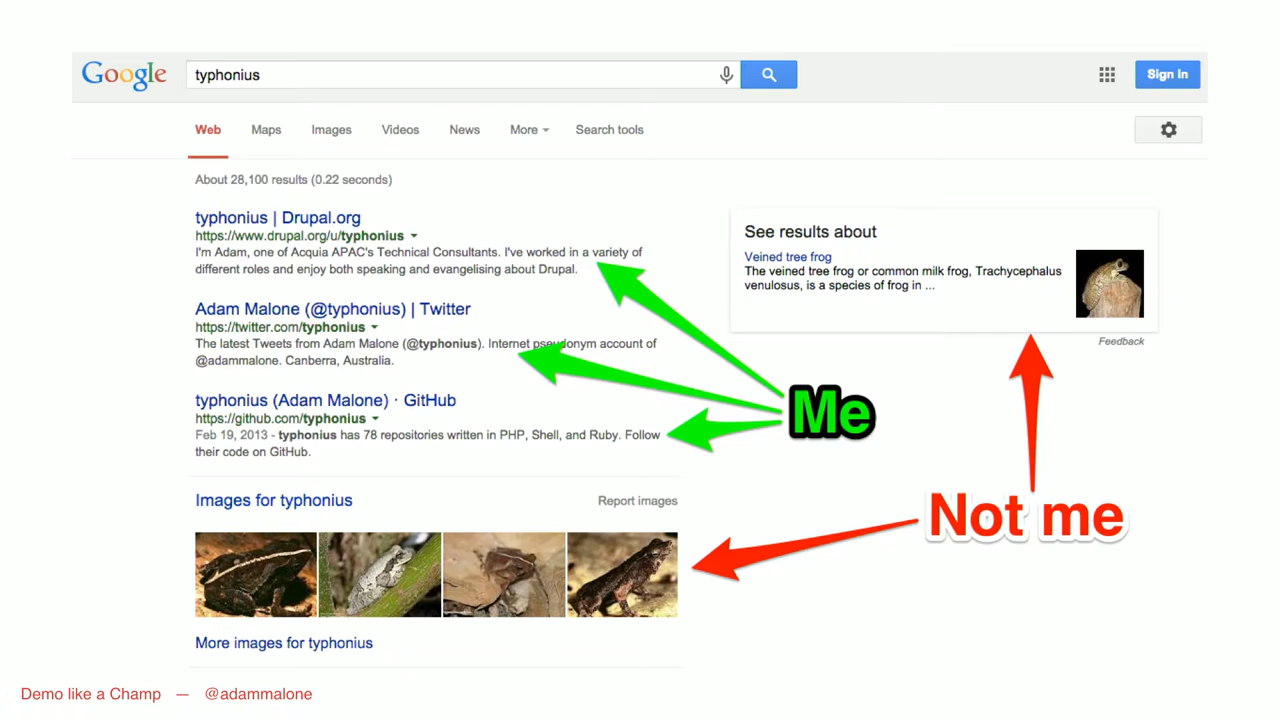 Google
typhonius
Sign in
Web Maps Images Videos News More Search tools
About 28,100 results (0.22 seconds)
typhonius | Drupal.org
https://www.drupal.org/u/typhonius
I'm Adam, one of Acquia APAC's Technical Consultants. I've worked in a variety of
different roles and enjoy both speaking and evangelising about Drupal.
Adam Malone (@typhonius) | Twitter
https://twitter.com/typhonius
The latest Tweets from Adam Malone (@typhonius). Internet pseudonym account of
@adammalone. Canberra, Australia.
typhonius (Adam Malone) · GitHub
https://github.com/typhonius
Feb 19, 2013 - typhonius has 78 repositories written in PHP, Shell, and Ruby. Follow
their code on GitHub.
Images for typhonius
Report images
More images for typhonius
See results about
Veined tree frog
The veined tree frog or common milk frog, Trachycephalus
venulosus, is a species of frog in ...
Feedback
Me
Not me
Demo like a Champ — @adammalone